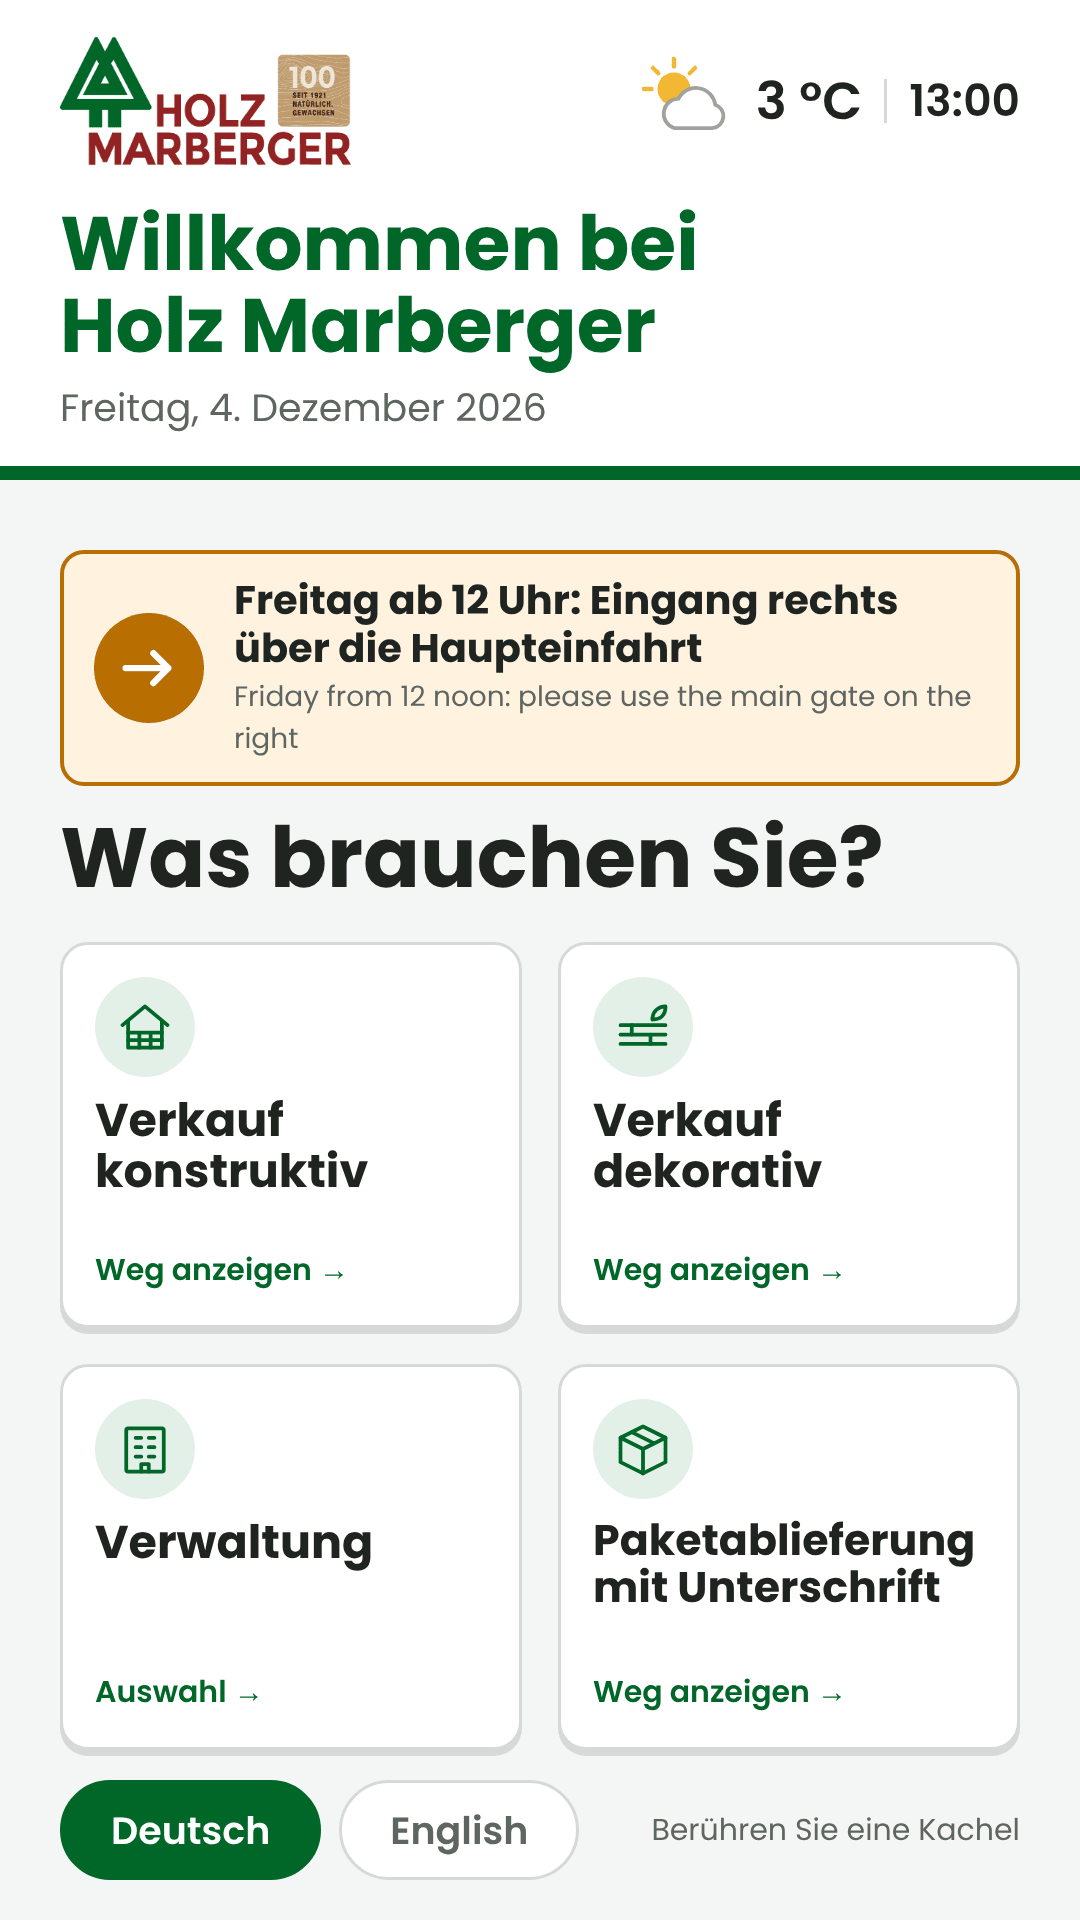 HOLZ
MARBERGER
100
SEIT 1921
NATÜRLICH.
GEWACHSEN
3 °C
13:00
Willkommen bei
Holz Marberger
Freitag, 4. Dezember 2026
Freitag ab 12 Uhr: Eingang rechts
über die Haupteinfahrt
Friday from 12 noon: please use the main gate on the
right
Was brauchen Sie?
Verkauf
konstruktiv
Weg anzeigen →
Verkauf
dekorativ
Weg anzeigen →
Verwaltung
Auswahl →
Paketablieferung
mit Unterschrift
Weg anzeigen →
Deutsch
English
Berühren Sie eine Kachel